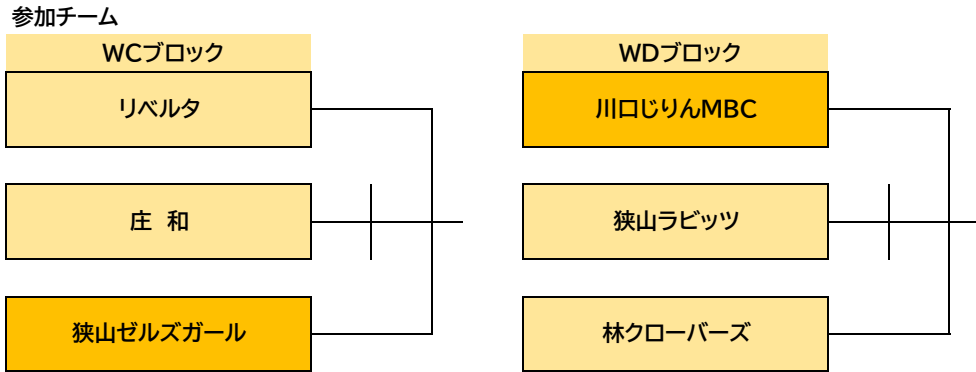 参加チーム
WCブロック
リベルタ
庄 和
狭山ゼルズガール
WDブロック
川口じりんMBC
狭山ラビッツ
林クローバーズ